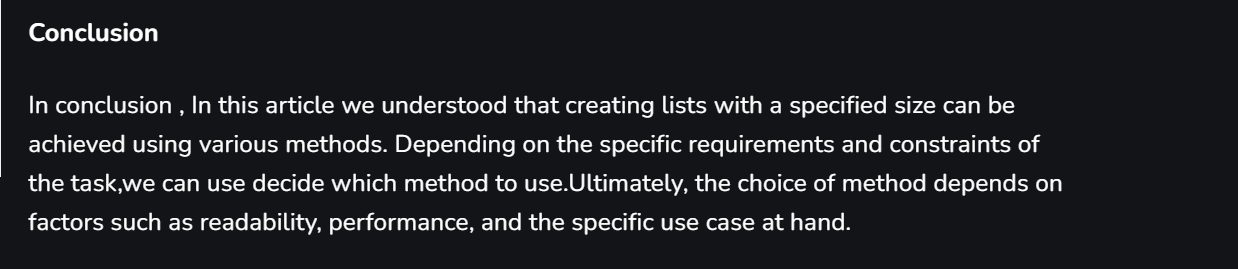 Conclusion
In conclusion , In this article we understood that creating lists with a specified size can be
achieved using various methods. Depending on the specific requirements and constraints of
the task,we can use decide which method to use.Ultimately, the choice of method depends on
factors such as readability, performance, and the specific use case at hand.